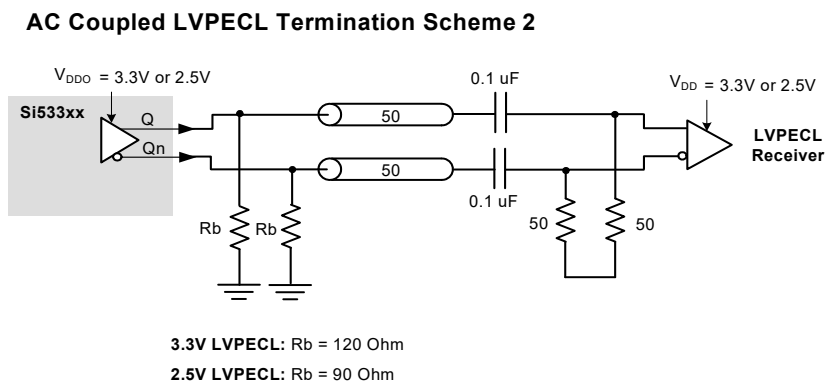 AC Coupled LVPECL Termination Scheme 2
VDDO = 3.3V or 2.5V
0.1 uF
VDD = 3.3V or 2.5V
Si533xx
Q
50
LVPECL
Receiver
Qn
50
0.1 uF
Rb
Rb
50
50
3.3V LVPECL: Rb = 120 Ohm
2.5V LVPECL: Rb = 90 Ohm